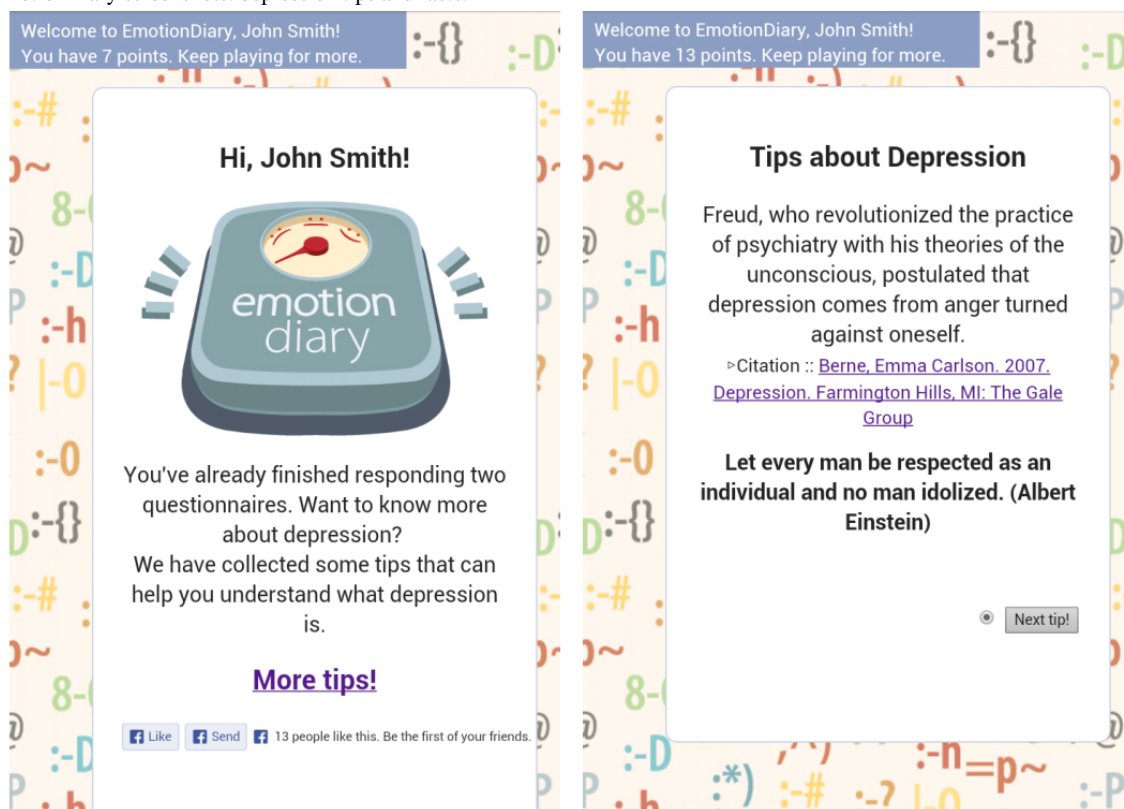 Welcome to EmotionDiary, John Smith!
You have 7 points. Keep playing for more.
Hi, John Smith!
emotion
diary
You've already finished responding two
questionnaires. Want to know more
about depression?
We have collected some tips that can
help you understand what depression
is.
More tips!
Like
Send
13 people like this. Be the first of your friends.
Welcome to EmotionDiary, John Smith!
You have 13 points. Keep playing for more.
Tips about Depression
Freud, who revolutionized the practice
of psychiatry with his theories of the
unconscious, postulated that
depression comes from anger turned
against oneself.
▹Citation :: Berne, Emma Carlson. 2007.
Depression. Farmington Hills, MI: The Gale
Group
Let every man be respected as an
individual and no man idolized. (Albert
Einstein)
Next tip!